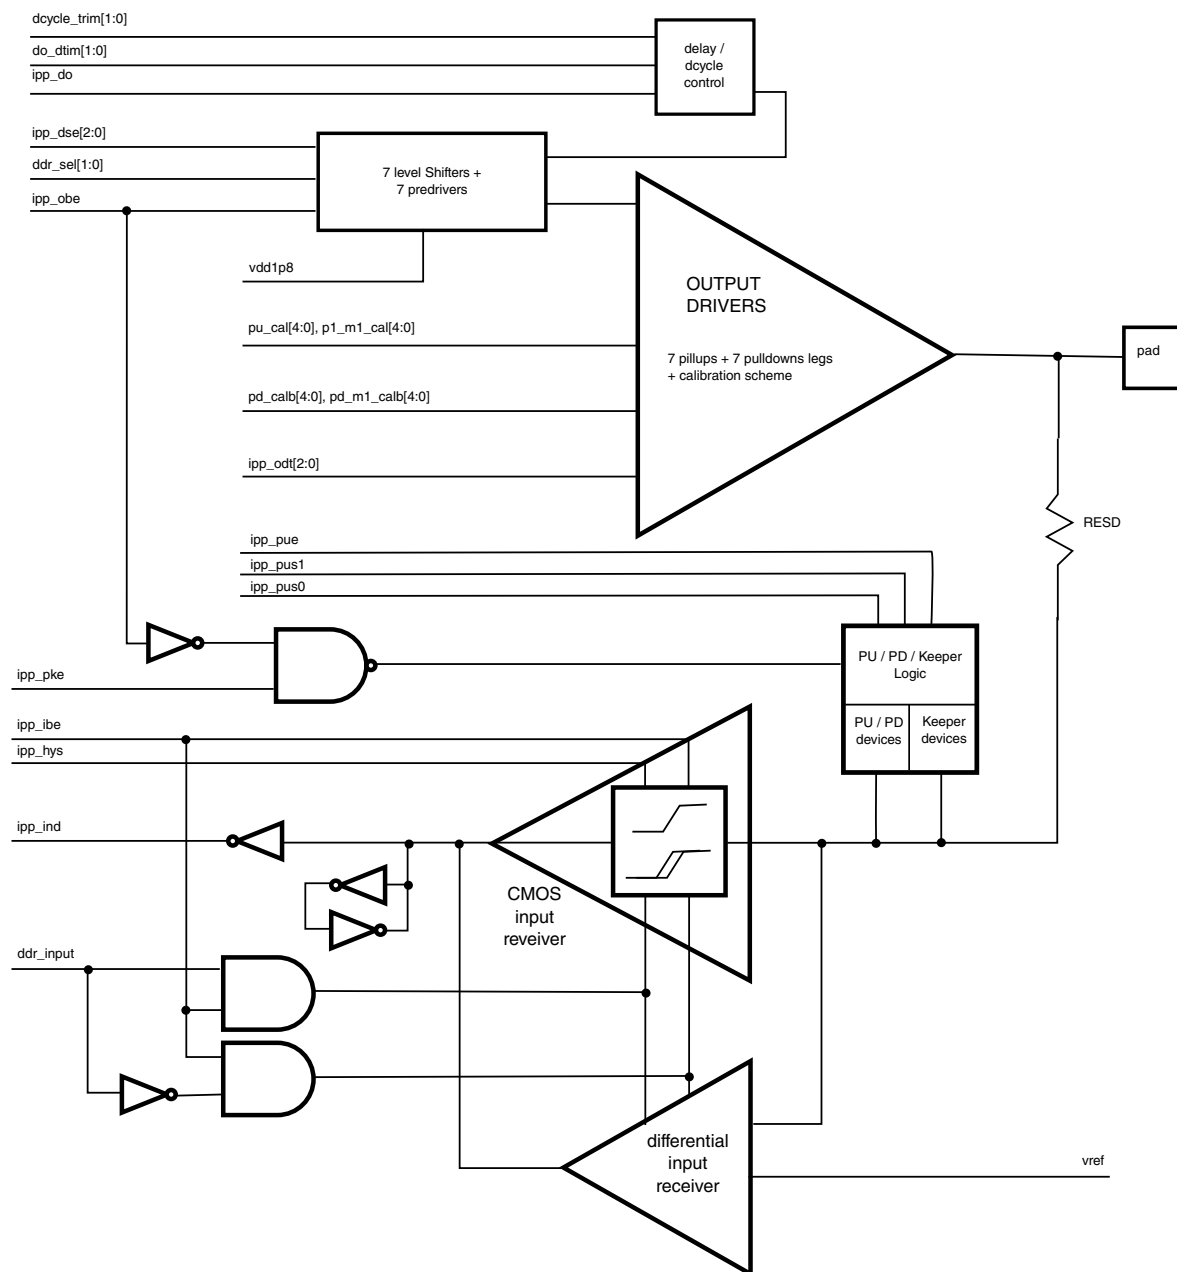 dcycle_trim[1:0]
do_dtim[1:0]
ipp_do
delay /
dcycle
control
ipp_dse[2:0]
ddr_sel[1:0]
ipp_obe
7 level Shifters +
7 predrivers
vdd1p8
OUTPUT
DRIVERS
pu_cal[4:0], p1_m1_cal[4:0]
7 pillups + 7 pulldowns legs
+ calibration scheme
pad
pd_calb[4:0], pd_m1_calb[4:0]
ipp_odt[2:0]
RESD
ipp_pue
ipp_pus1
ipp_pus0
PU / PD / Keeper
Logic
ipp_pke
PU / PD
devices
Keeper
devices
ipp_ibe
ipp_hys
ipp_ind
CMOS
input
reveiver
ddr_input
differential
input
receiver
vref